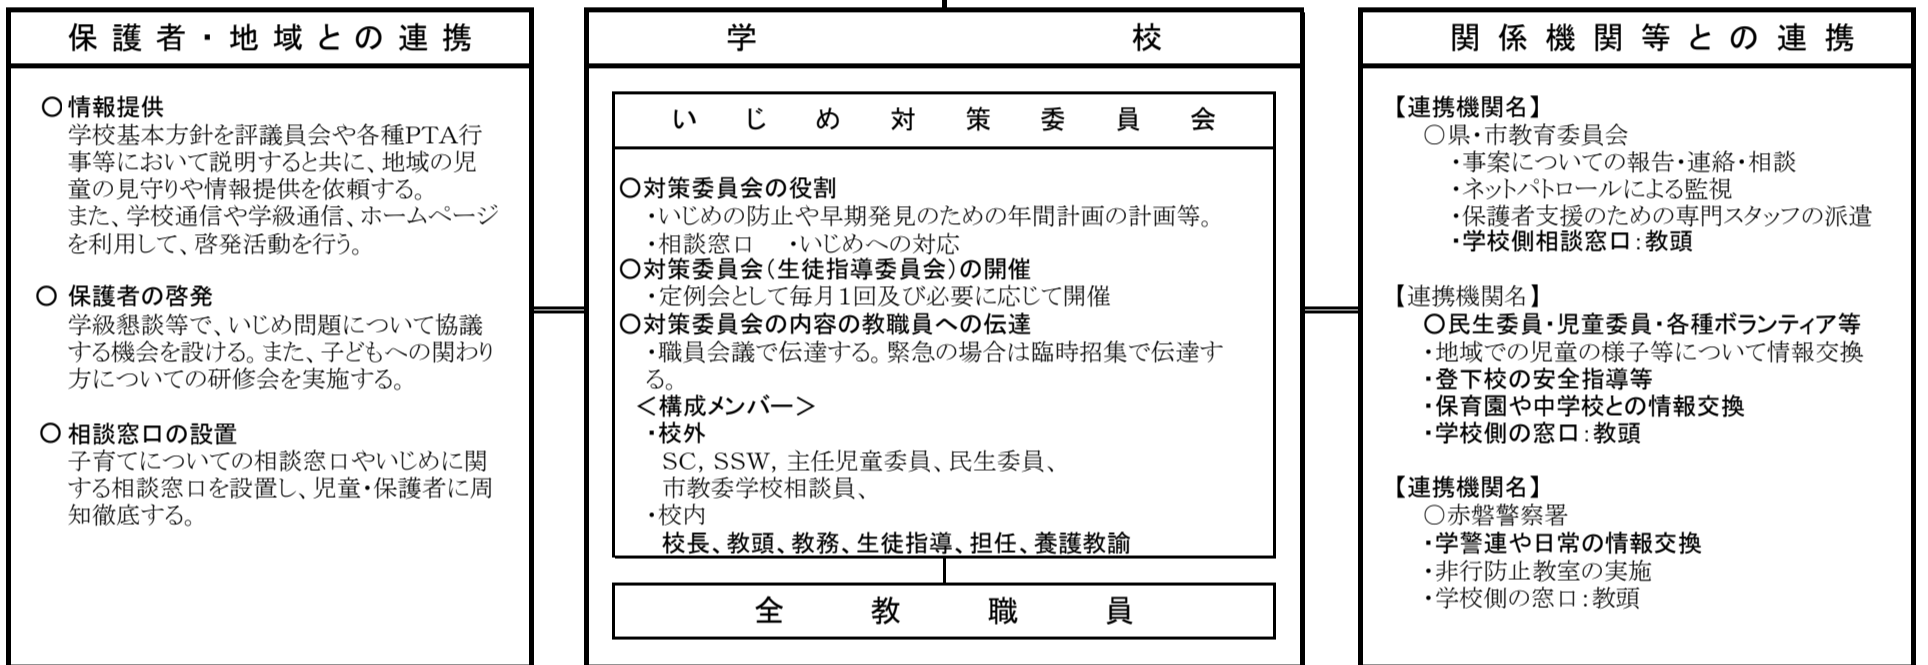 保護者・地域との連携
○情報提供
学校基本方針を評議員会や各種PTA行
事等において説明すると共に、地域の児
童の見守りや情報提供を依頼する。
また、学校通信や学級通信、ホームページ
を利用して、啓発活動を行う。
○ 保護者の啓発
学級懇談等で、いじめ問題について協議
する機会を設ける。また、子どもへの関わり
方についての研修会を実施する。
○ 相談窓口の設置
子育てについての相談窓口やいじめに関
する相談窓口を設置し、児童・保護者に周
知徹底する。
学校
いじめ対策委員会
○対策委員会の役割
・いじめの防止や早期発見のための年間計画の計画等。
・相談窓口　・いじめへの対応
○対策委員会（生徒指導委員会）の開催
・定例会として毎月1回及び必要に応じて開催
○対策委員会の内容の教職員への伝達
・職員会議で伝達する。緊急の場合は臨時招集で伝達す
る。
＜構成メンバー＞
・校外
SC, SSW, 主任児童委員、民生委員、
市教委学校相談員、
・校内
校長、教頭、教務、生徒指導、担任、養護教諭
全教職員
関係機関等との連携
【連携機関名】
○県・市教育委員会
・事案についての報告・連絡・相談
・ネットパトロールによる監視
・保護者支援のための専門スタッフの派遣
・学校側相談窓口：教頭
【連携機関名】
○民生委員・児童委員・各種ボランティア等
・地域での児童の様子等について情報交換
・登下校の安全指導等
・保育園や中学校との情報交換
・学校側の窓口：教頭
【連携機関名】
○赤磐警察署
・学警連や日常の情報交換
・非行防止教室の実施
・学校側の窓口：教頭